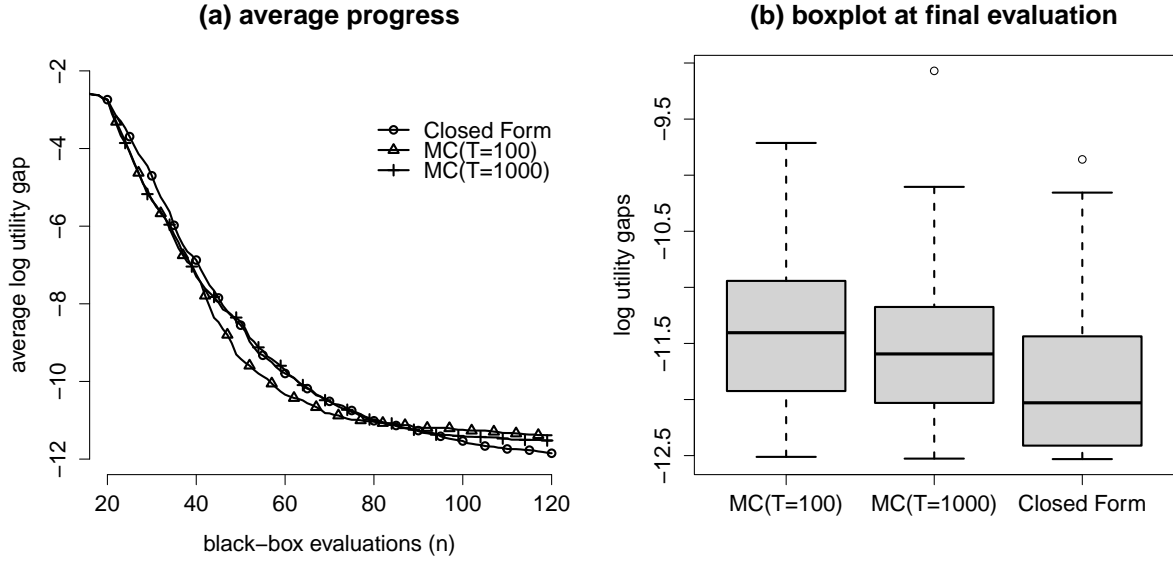 (a) average progress
average log utility gap
−2
−4
−6
−8
−10
−12
Closed Form
MC(T=100)
MC(T=1000)
20 40 60 80 100 120
black−box evaluations (n)
(b) boxplot at final evaluation
log utility gaps
−9.5
−10.5
−11.5
−12.5
MC(T=100) MC(T=1000) Closed Form